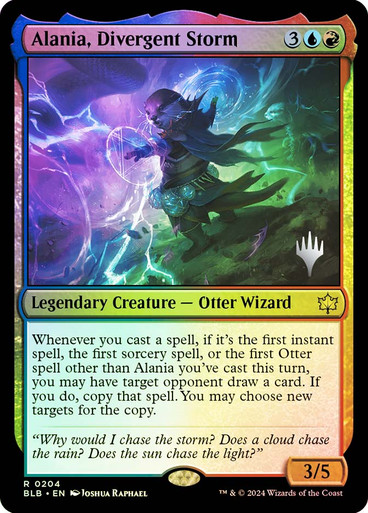 Alania, Divergent Storm 3
Legendary Creature — Otter Wizard
Whenever you cast a spell, if it's the first instant
spell, the first sorcery spell, or the first Otter
spell other than Alania you've cast this turn,
you may have target opponent draw a card. If
you do, copy that spell. You may choose new
targets for the copy.
“Why would I chase the storm? Does a cloud chase
the rain? Does the sun chase the light?”
3/5
R 0204
BLB • EN Joshua Raphael
™ & © 2024 Wizards of the Coast